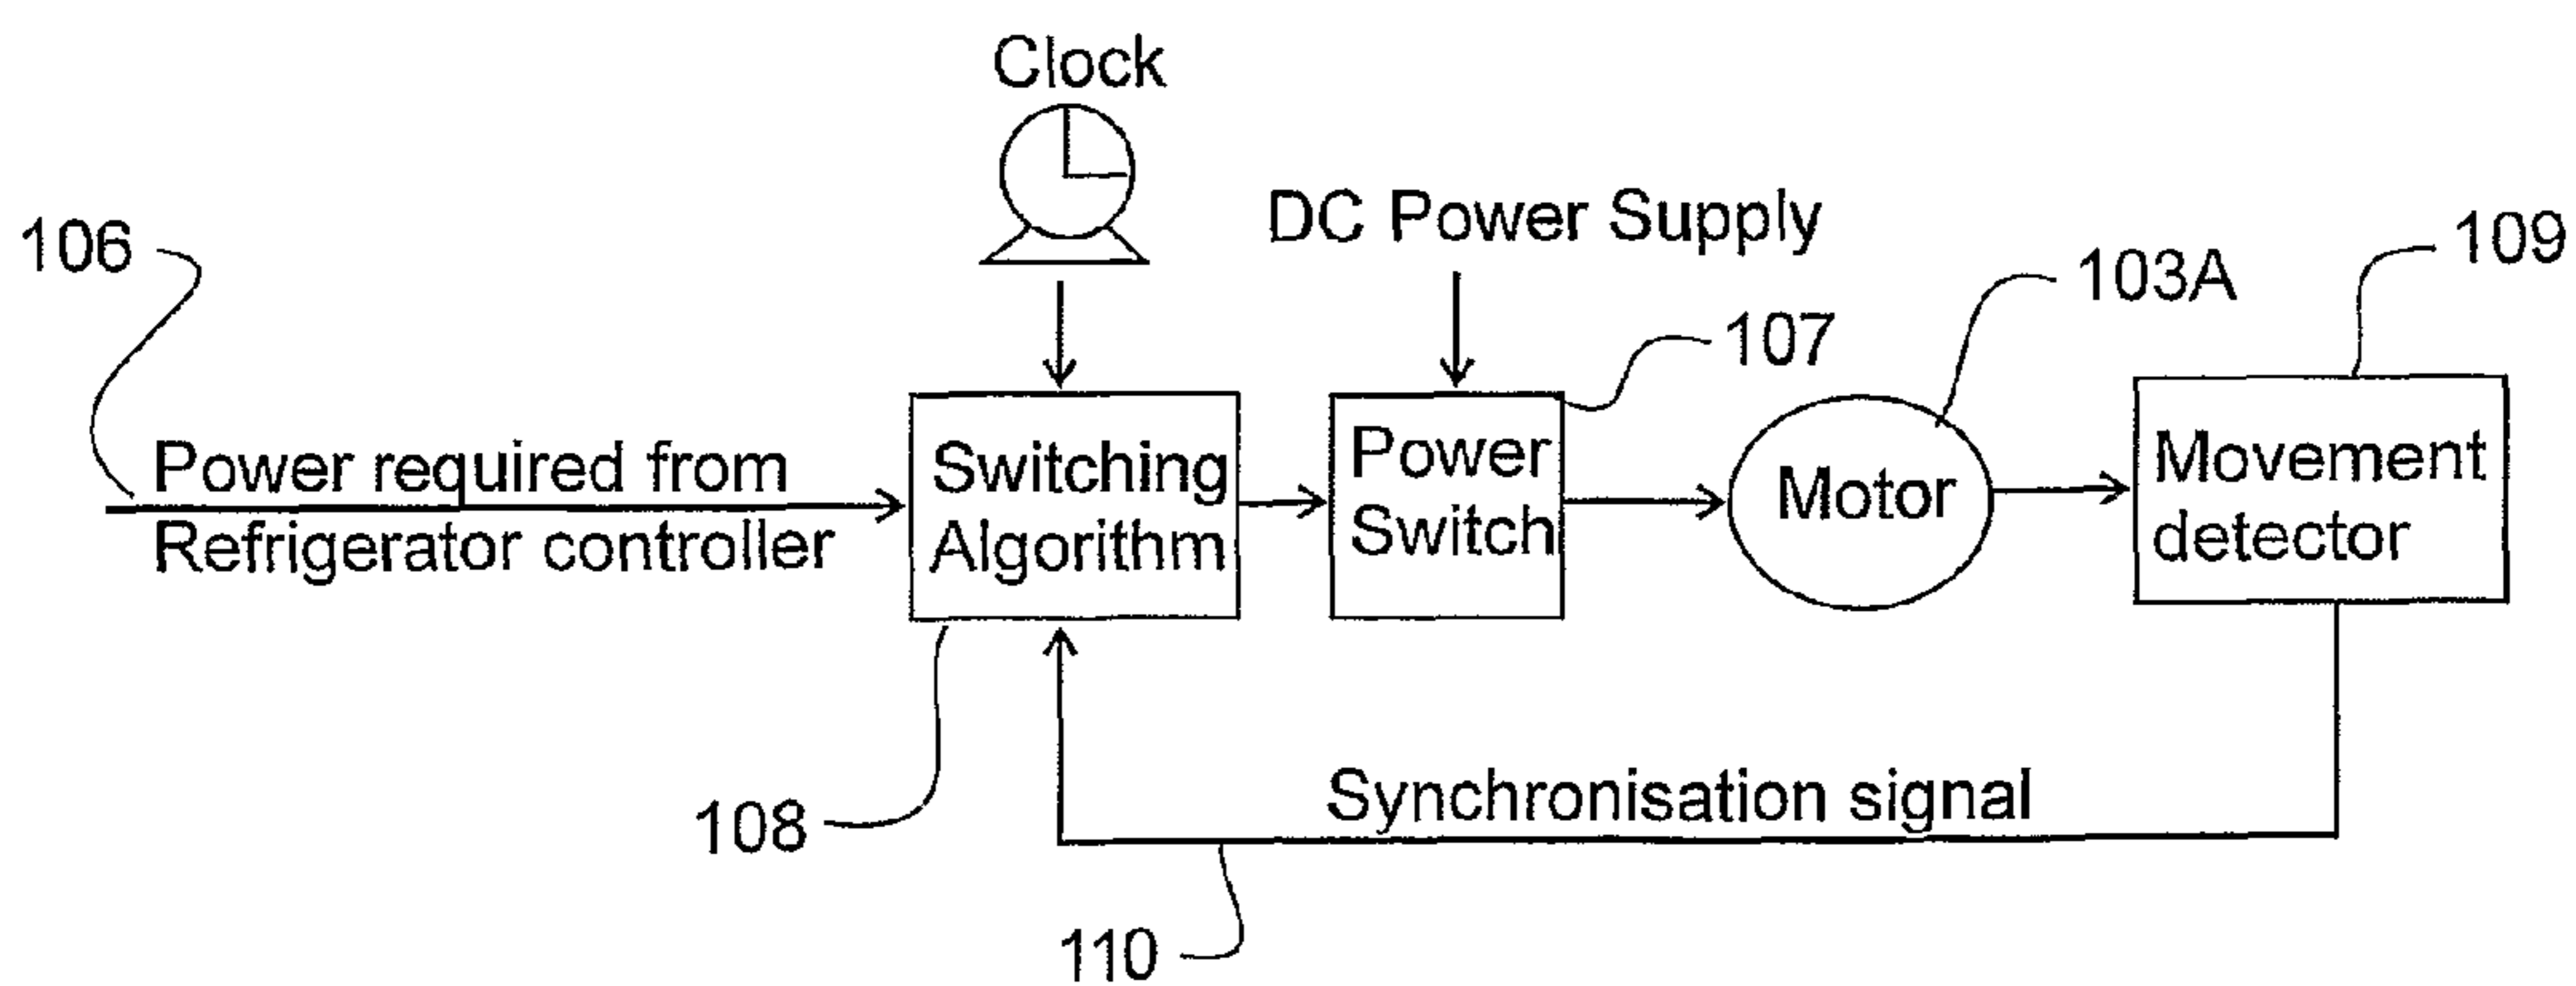 Clock
DC Power Supply
106
103A
109
107
Power required from
Refrigerator controller
Switching
Algorithm
Power
Switch
Motor
Movement
detector
108
Synchronisation signal
110